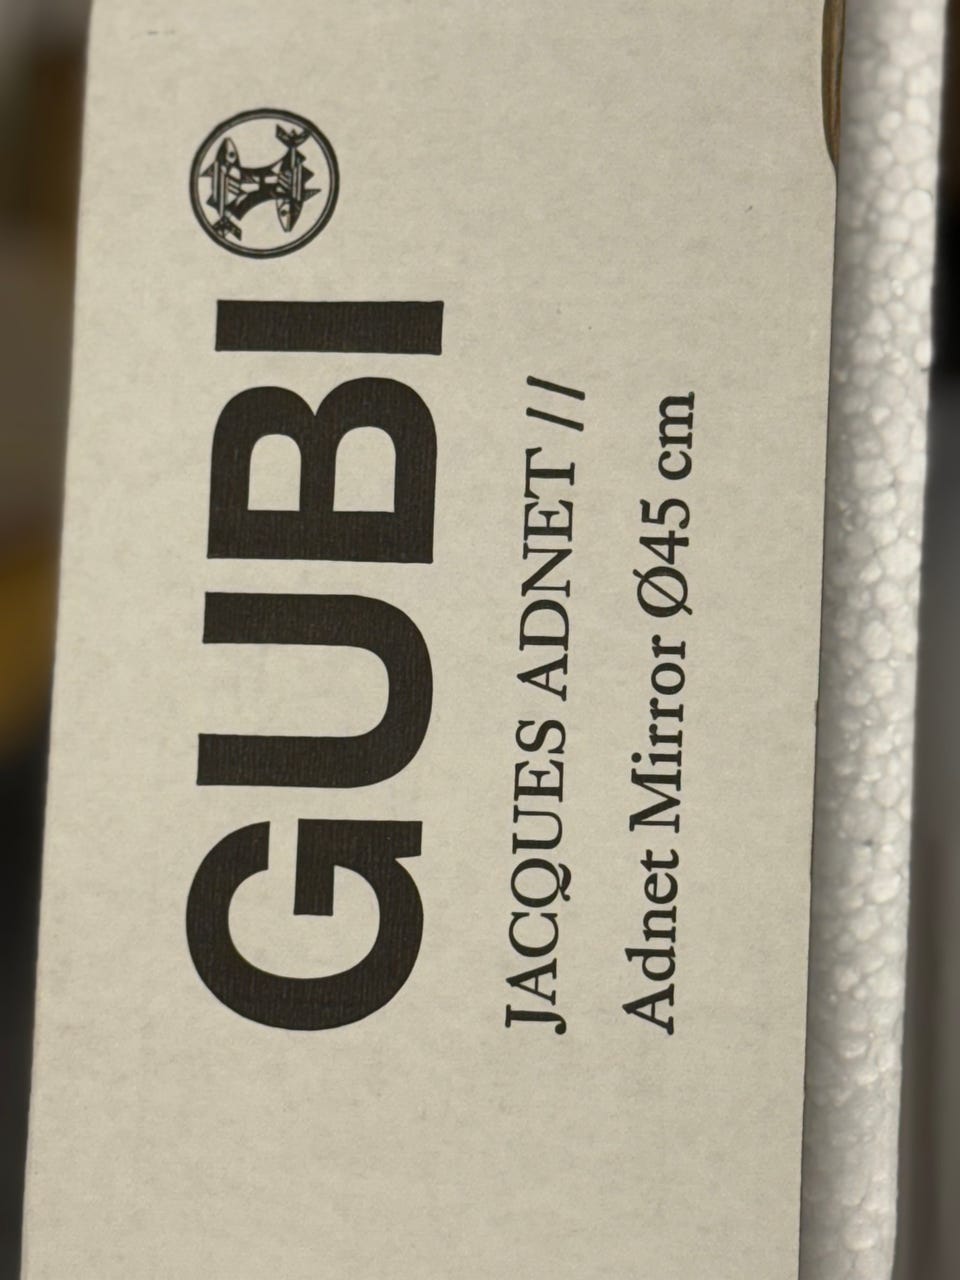 GUBI
JACQUES ADNET //
Adnet Mirror Ø45 cm